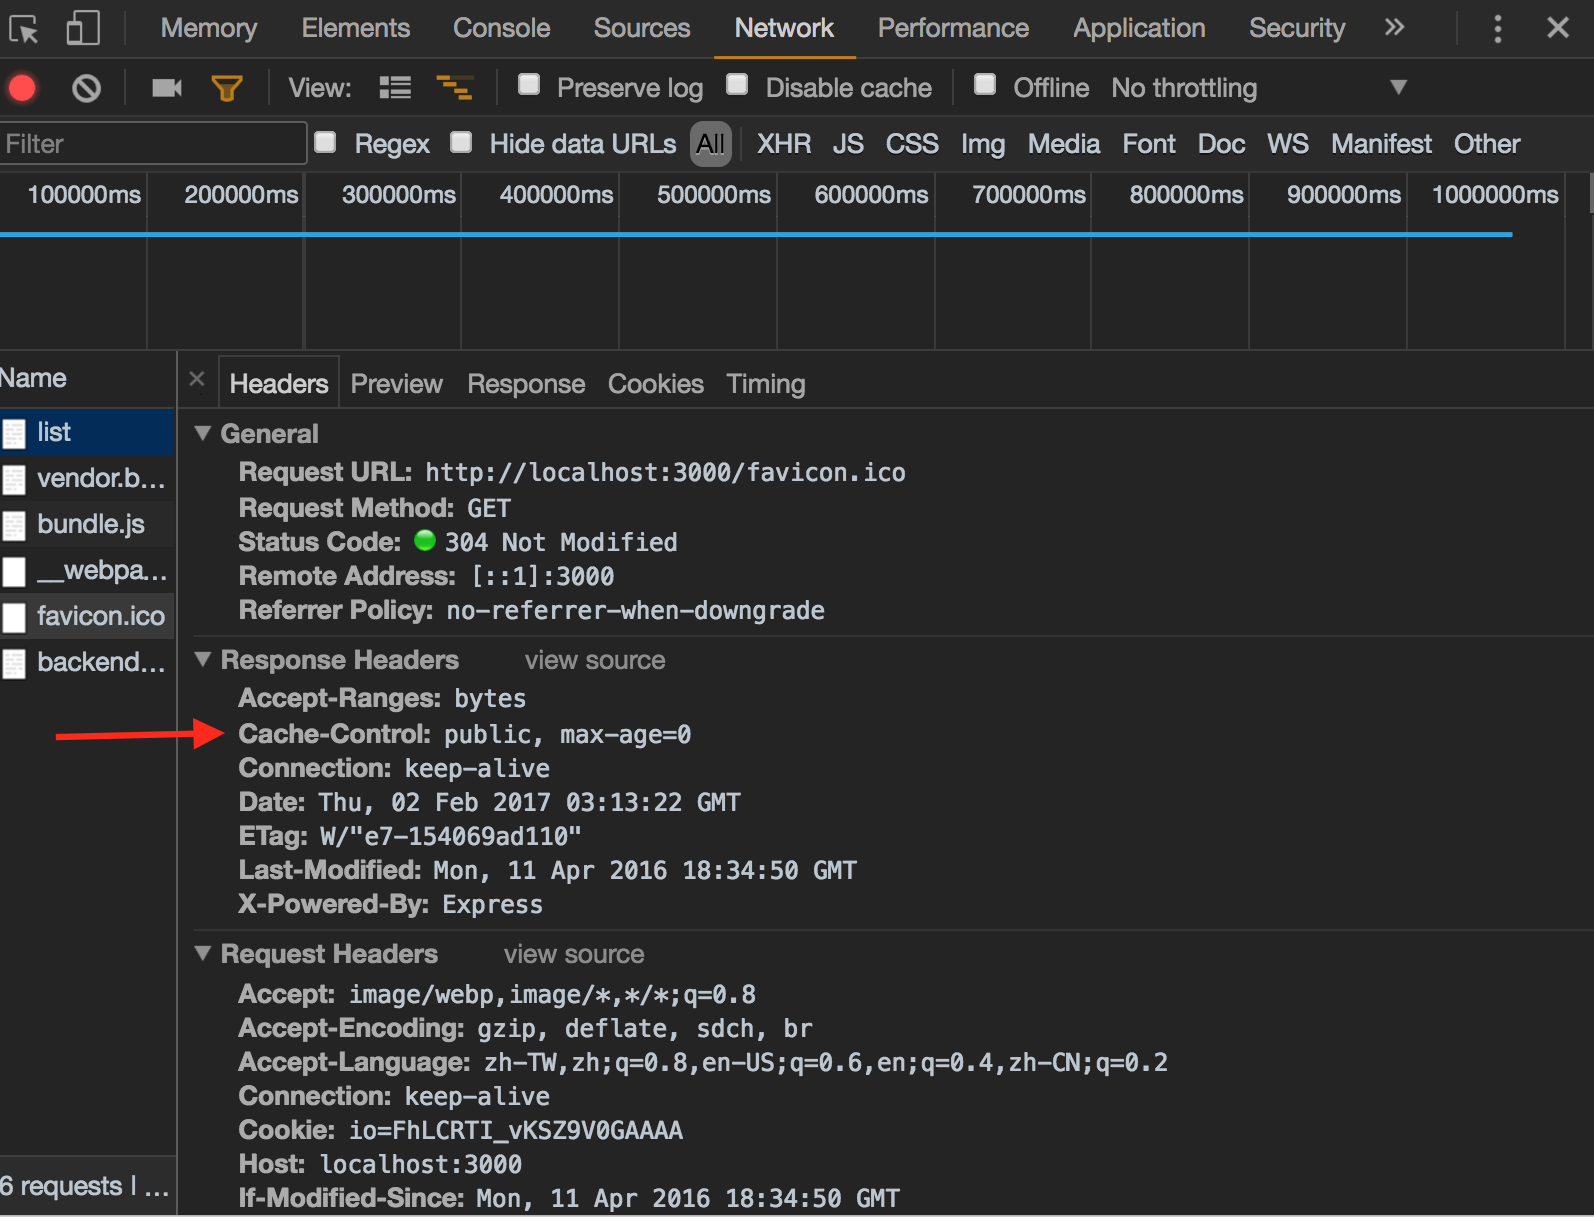 Memory Elements Console Sources Network Performance Application Security »
View: Preserve log Disable cache Offline No throttling
Filter Regex Hide data URLs All XHR JS CSS Img Media Font Doc WS Manifest Other
100000ms 200000ms 300000ms 400000ms 500000ms 600000ms 700000ms 800000ms 900000ms 1000000ms
Name
list
vendor.b...
bundle.js
__webpa...
favicon.ico
backend...
6 requests | ...
× Headers Preview Response Cookies Timing
General
Request URL: http://localhost:3000/favicon.ico
Request Method: GET
Status Code: 304 Not Modified
Remote Address: [::1]:3000
Referrer Policy: no-referrer-when-downgrade
Response Headers view source
Accept-Ranges: bytes
Cache-Control: public, max-age=0
Connection: keep-alive
Date: Thu, 02 Feb 2017 03:13:22 GMT
ETag: W/"e7-154069ad110"
Last-Modified: Mon, 11 Apr 2016 18:34:50 GMT
X-Powered-By: Express
Request Headers view source
Accept: image/webp,image/*,*/*;q=0.8
Accept-Encoding: gzip, deflate, sdch, br
Accept-Language: zh-TW,zh;q=0.8,en-US;q=0.6,en;q=0.4,zh-CN;q=0.2
Connection: keep-alive
Cookie: io=FhLCRTI_vKSZ9V0GAAAA
Host: localhost:3000
If-Modified-Since: Mon, 11 Apr 2016 18:34:50 GMT